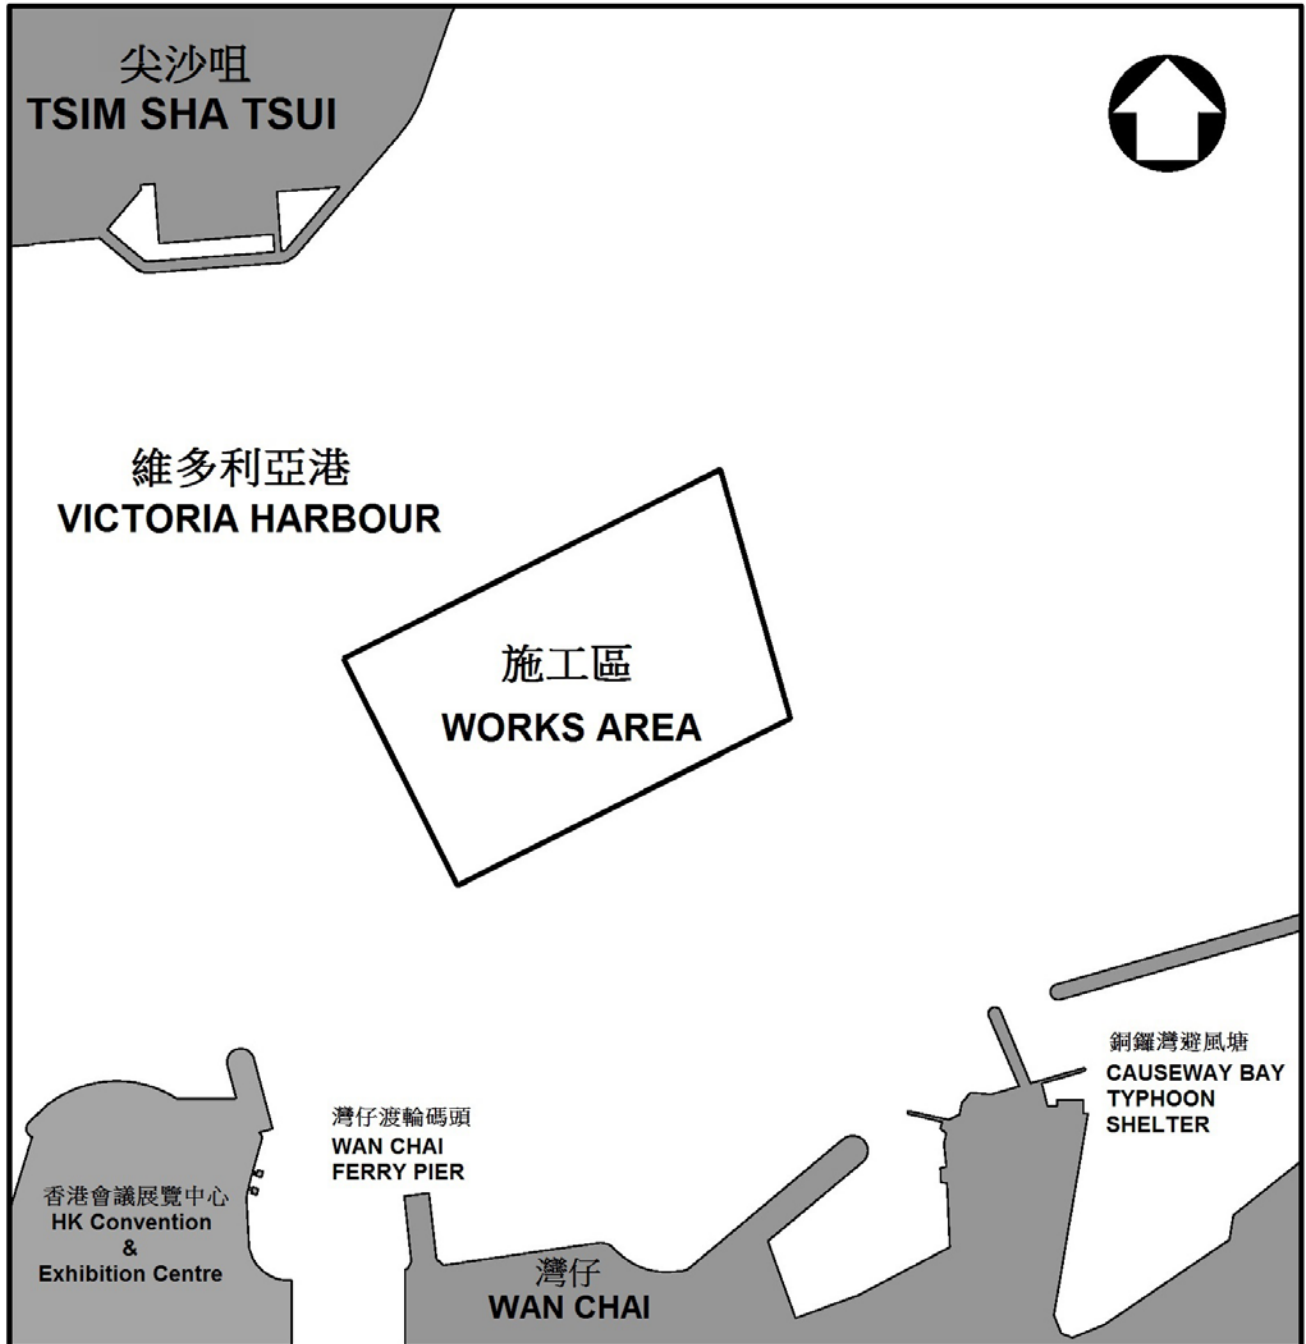 尖沙咀
TSIM SHA TSUI
維多利亞港
VICTORIA HARBOUR
施工區
WORKS AREA
銅鑼灣避風塘
CAUSEWAY BAY
TYPHOON
SHELTER
灣仔渡輪碼頭
WAN CHAI
FERRY PIER
香港會議展覽中心
HK Convention
&
Exhibition Centre
灣仔
WAN CHAI